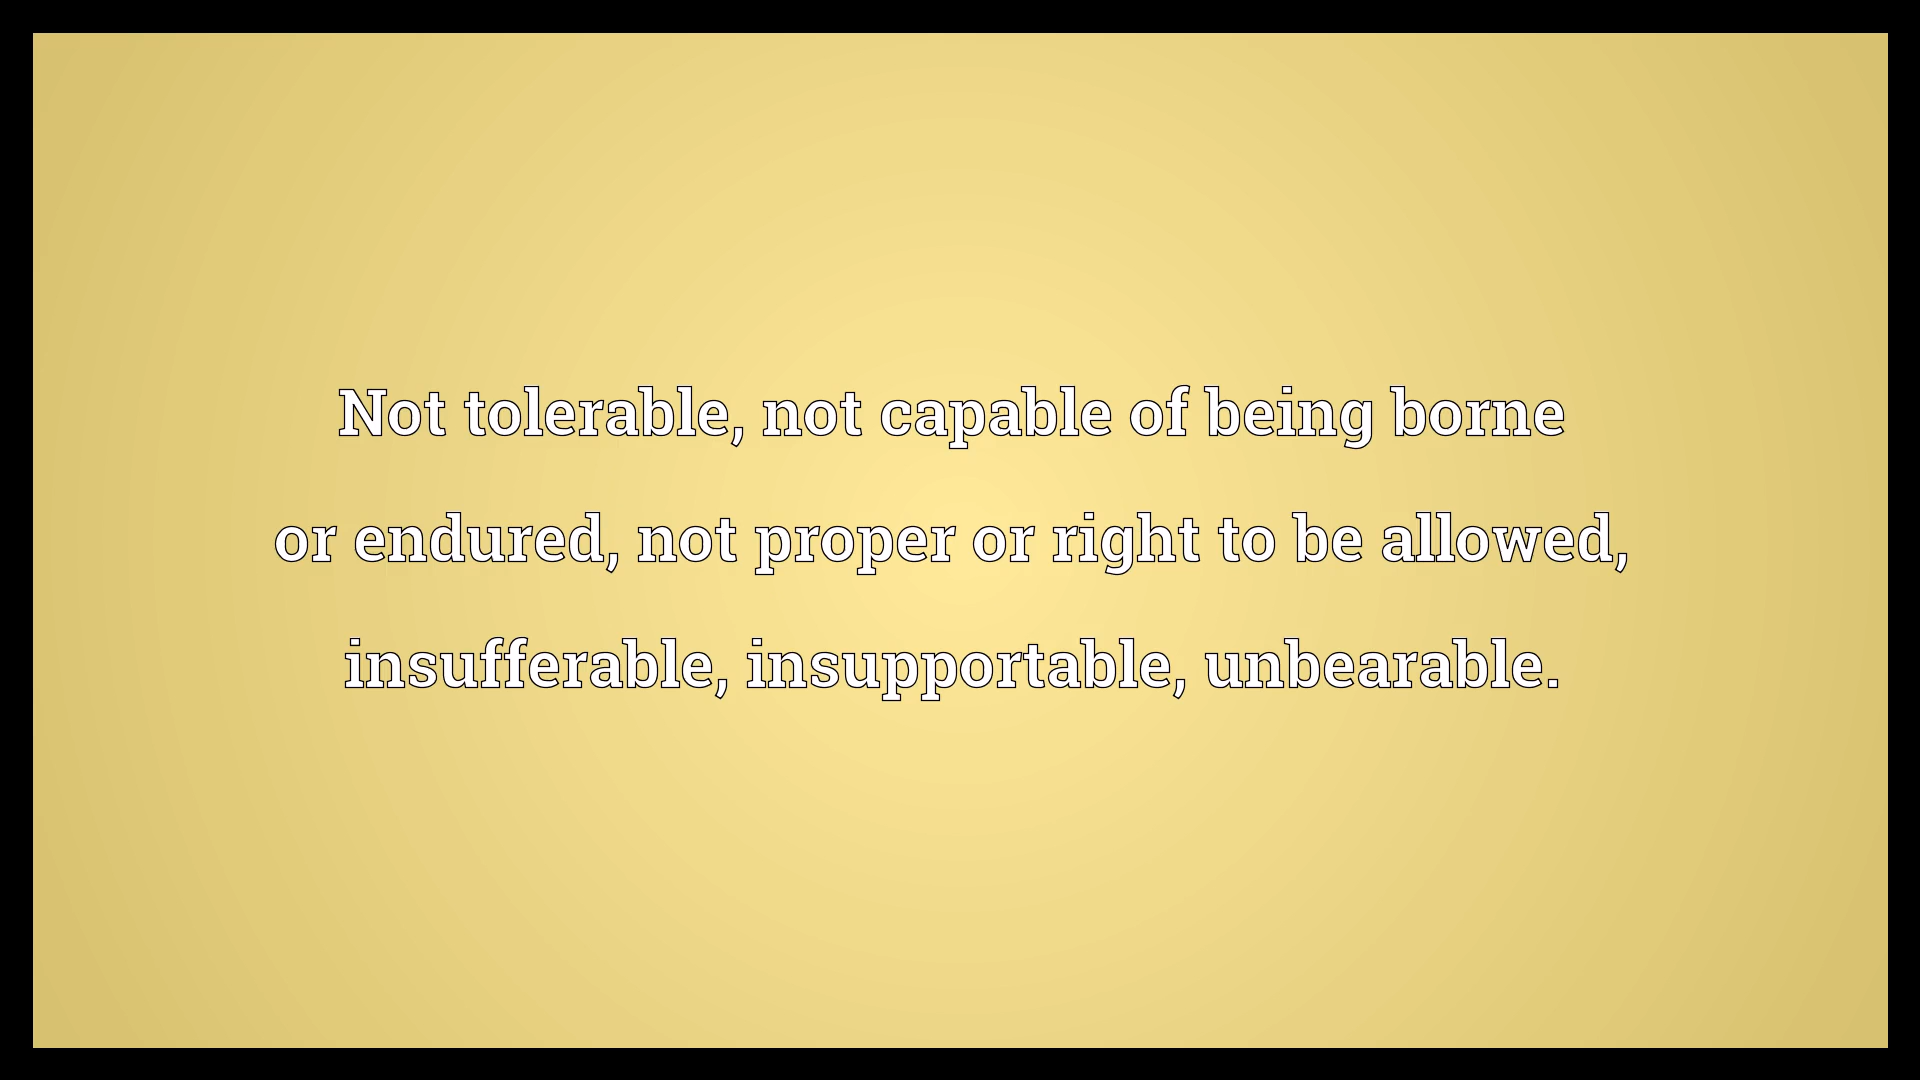 Not tolerable, not capable of being borne
or endured, not proper or right to be allowed,
insufferable, insupportable, unbearable.